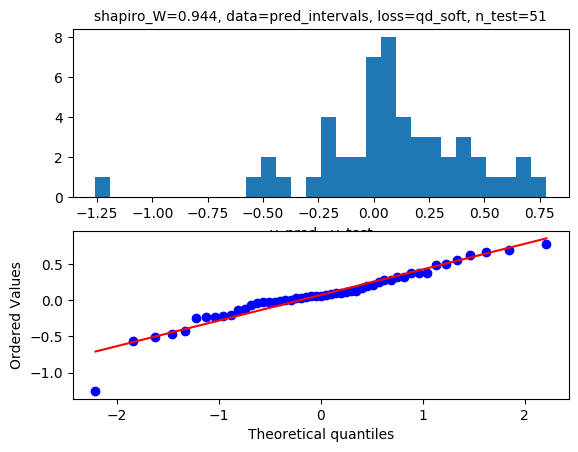 shapiro_W=0.944, data=pred_intervals, loss=qd_soft, n_test=51
8
6
4
2
0
−1.25 −1.00 −0.75 −0.50 −0.25 0.00 0.25 0.50 0.75
0.5
0.0
−0.5
−1.0
Ordered Values
−2 −1 0 1 2
Theoretical quantiles